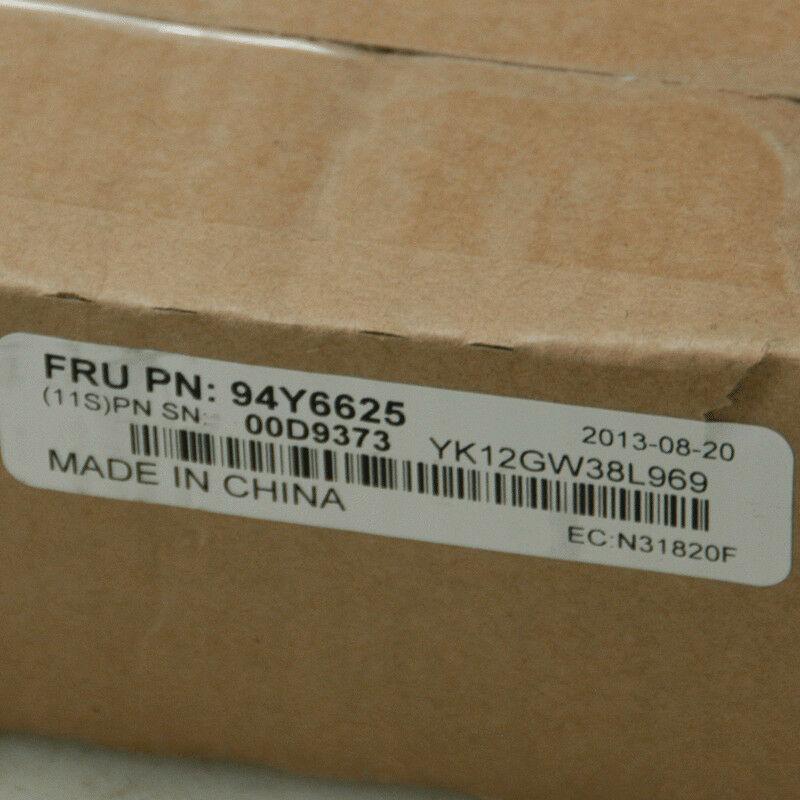 FRU PN: 94Y6625
2013-08-20
(11S)PN SN: 00D9373 YK12GW38L969
MADE IN CHINA
EC:N31820F